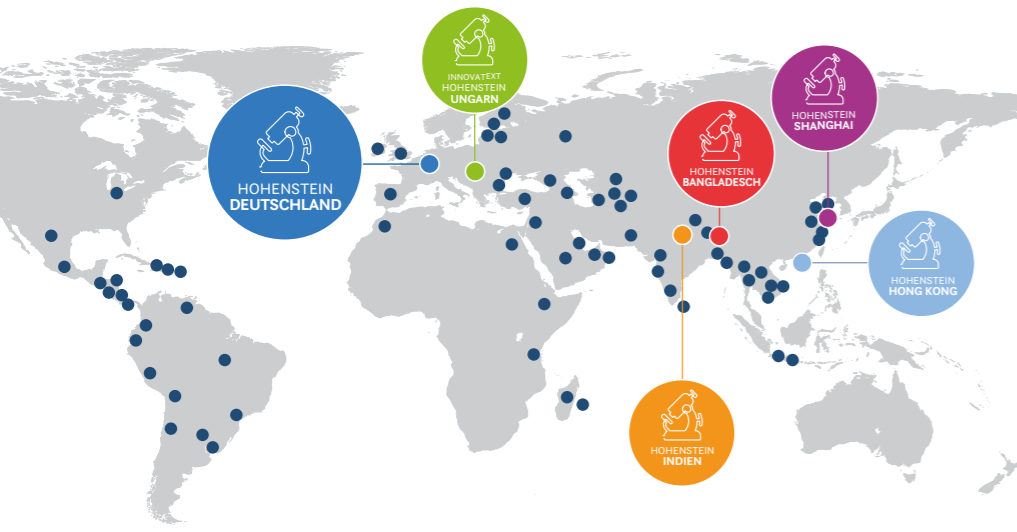 HOHENSTEIN
DEUTSCHLAND
INNOVATEXT
HOHENSTEIN
UNGARN
HOHENSTEIN
BANGLADESCH
HOHENSTEIN
SHANGHAI
HOHENSTEIN
HONG KONG
HOHENSTEIN
INDIEN